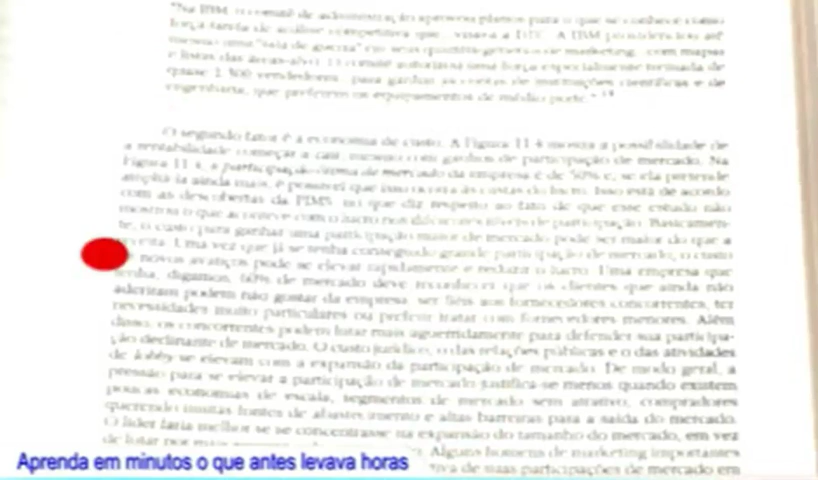 "Na IBM, o comitê de administração aprovou planos para o que se conhece como
força-tarefa de análise competitiva que visava a DEC. A IBM
mesmo uma "sala de guerra" em seus quartéis-generais de marketing, com mapas
e listas das áreas-alvo. O comitê autorizou uma força especialmente treinada de
quase 1.500 vendedores para ganhar as contas de instituições científicas e de
engenharia, que preferem os equipamentos de médio porte."
O segundo fator é a economia de custo. A Figura 11.4 mostra a possibilidade de
a rentabilidade começar a cair, mesmo com ganhos de participação de mercado. Na
Figura 11.4, a participação ótima de mercado da empresa é de 50% e, se ela pretende
ampliá-la ainda mais, é possível que isso ocorra às custas do lucro. Isso está de acordo
com as descobertas da PIMS, no que diz respeito ao fato de que esse estudo não
mostrou o que acontece com o lucro nos diferentes níveis de participação. Basicamen-
te, o custo para ganhar uma participação maior de mercado pode ser maior do que a
receita. Uma vez que já se tenha conseguido grande participação de mercado, o custo
novos avanços pode se elevar rapidamente e reduzir o lucro. Uma empresa que
tenha, digamos, 60% de mercado deve reconhecer que os clientes que ainda não
aderiram podem não gostar da empresa, ser fiéis aos fornecedores concorrentes, ter
necessidades muito particulares ou preferir tratar com fornecedores menores. Além
disso, os concorrentes podem lutar mais aguerridamente para defender sua participa-
ção declinante de mercado. O custo jurídico, o das relações públicas e o das atividades
de lobby se elevam com a expansão da participação de mercado. De modo geral, a
pressão para se elevar a participação de mercado justifica-se menos quando existem
poucas economias de escala, segmentos de mercado sem atrativo, compradores
querendo muitas fontes de abastecimento e altas barreiras para a saída do mercado.
O líder faria melhor se se concentrasse na expansão do tamanho do mercado, em vez
de lutar por mais Alguns homens de marketing importantes
de suas participações de mercado em
Aprenda em minutos o que antes levava horas